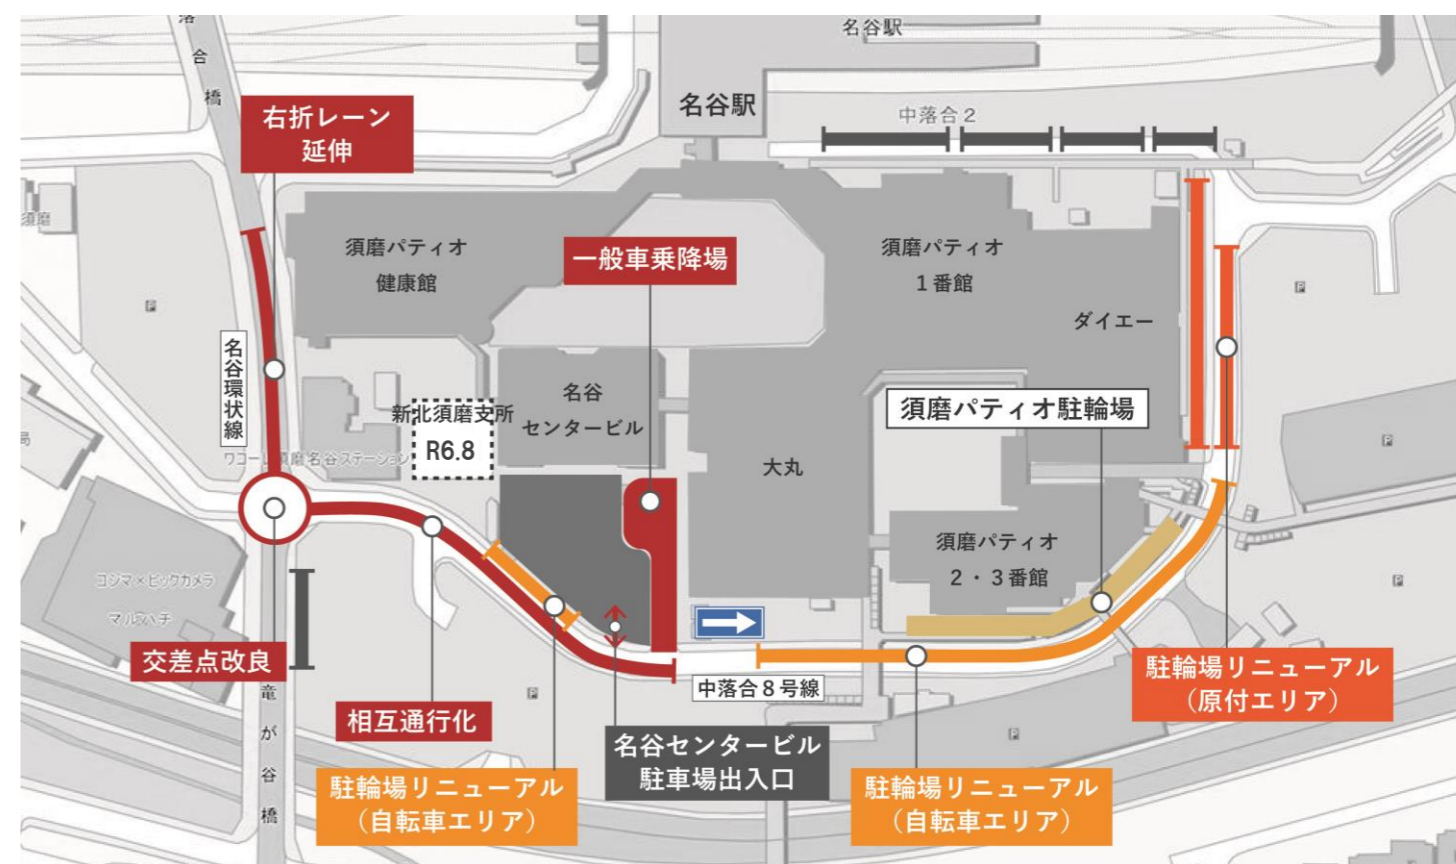 名谷駅
合
橋
名谷駅
中落合2
右折レーン
延伸
須磨
須磨パティオ
健康館
一般車乗降場
須磨パティオ
1番館
ダイエー
P
P
名谷環状線
名谷
センタービル
新北須磨支所
R6.8
須磨パティオ駐輪場
P
大丸
須磨パティオ
2・3番館
コジマ×ビックカメラ
マルハチ
P
交差点改良
竜が谷橋
相互通行化
P
中落合8号線
P
駐輪場リニューアル
(原付エリア)
名谷センタービル
駐車場出入口
駐輪場リニューアル
(自転車エリア)
駐輪場リニューアル
(自転車エリア)